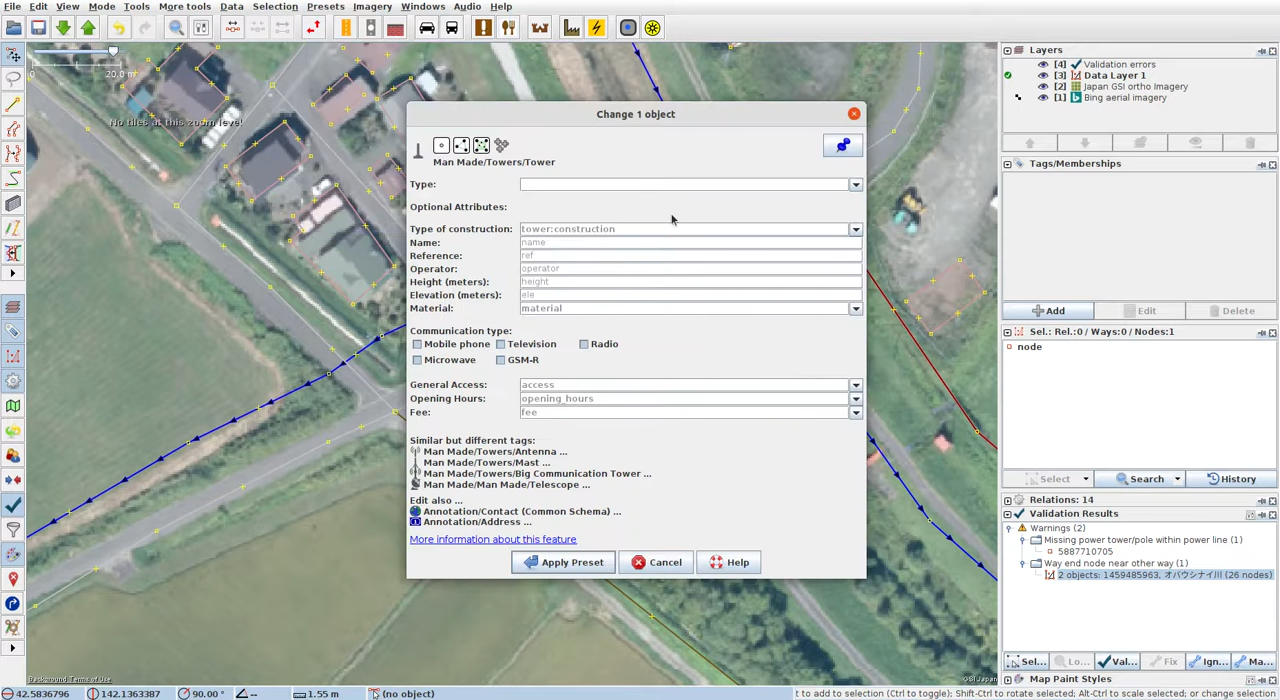 File Edit View Mode Tools More tools Data Selection Presets Imagery Windows Audio Help
0 20.0 m
No tiles at this zoom level!
Change 1 object
Man Made/Towers/Tower
Type:
Optional Attributes:
Type of construction: tower:construction
Name: name
Reference: ref
Operator: operator
Height (meters): height
Elevation (meters): ele
Material: material
Communication type:
Mobile phone Television Radio
Microwave GSM-R
General Access: access
Opening Hours: opening_hours
Fee: fee
Similar but different tags:
Man Made/Towers/Antenna ...
Man Made/Towers/Mast ...
Man Made/Towers/Big Communication Tower ...
Man Made/Man Made/Telescope ...
Edit also ...
Annotation/Contact (Common Schema) ...
Annotation/Address ...
More information about this feature
Apply Preset Cancel Help
Layers
[4] Validation errors
[3] Data Layer 1
[2] Japan GSI ortho Imagery
[1] Bing aerial imagery
Tags/Memberships
Add Edit Delete
Sel.: Rel.:0 / Ways:0 / Nodes:1
node
Select Search History
Relations: 14
Validation Results
Warnings (2)
Missing power tower/pole within power line (1)
5887710705
Way end node near other way (1)
2 objects: 1459485963, オバウシナイ川 (26 nodes)
Sel... Lo... Val... Fix Ign... Ma...
Map Paint Styles
Background Terms of Use
GSI Japan
42.5836796 142.1363387 90.00 ° -- 1.55 m (no object) t to add to selection (Ctrl to toggle); Shift-Ctrl to rotate selected; Alt-Ctrl to scale selected; or change selection